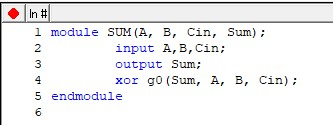 ln #
1 module SUM(A, B, Cin, Sum);
2 input A,B,Cin;
3 output Sum;
4 xor g0(Sum, A, B, Cin);
5 endmodule
6